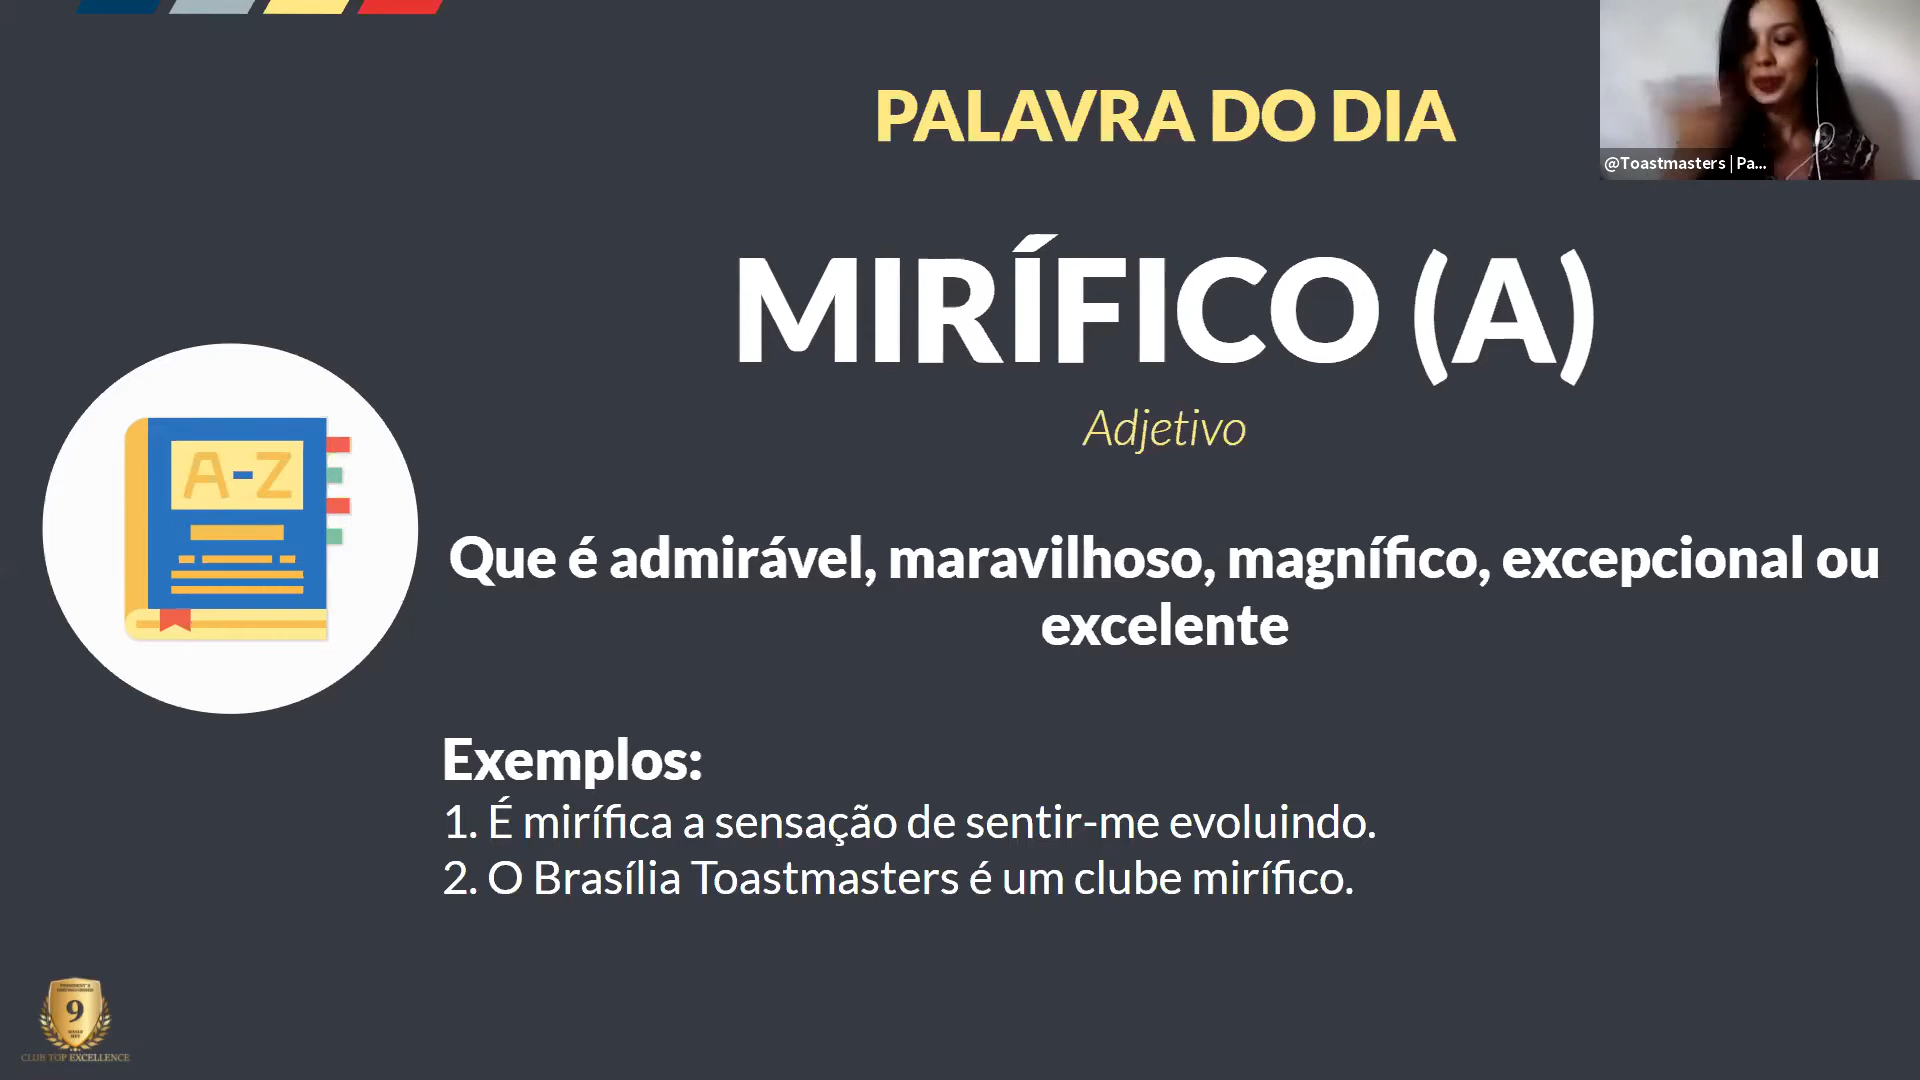 PALAVRA DO DIA
@Toastmasters | Pa...
MIRÍFICO (A)
Adjetivo
A-Z
Que é admirável, maravilhoso, magnífico, excepcional ou
excelente
Exemplos:
1. É mirífica a sensação de sentir-me evoluindo.
2. O Brasília Toastmasters é um clube mirífico.
9
CLUB TOP EXCELLENCE